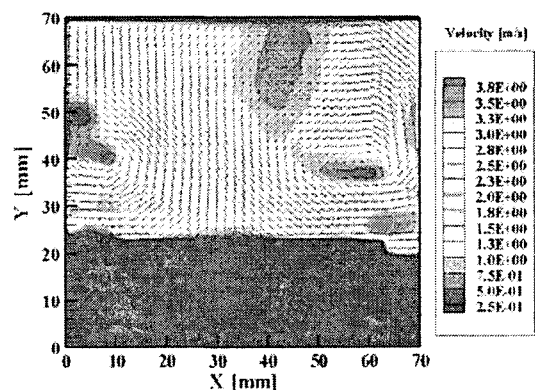 Velocity [m/s]
70
60
50
40
30
20
10
0
Y [mm]
0 10 20 30 40 50 60 70
X [mm]
3.8E+00
3.5E+00
3.3E+00
3.0E+00
2.8E+00
2.5E+00
2.3E+00
2.0E+00
1.8E+00
1.5E+00
1.3E+00
1.0E+00
7.5E-01
5.0E-01
2.5E-01